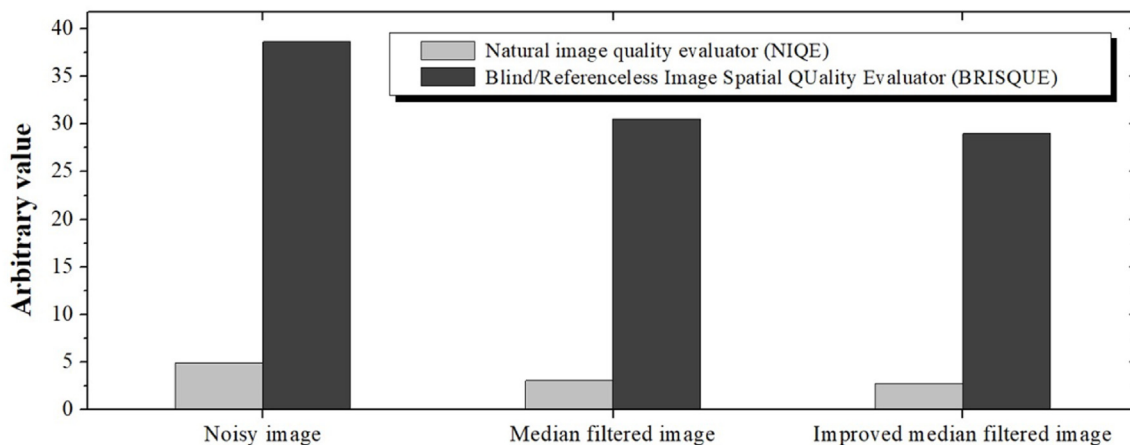 Arbitrary value
40
35
30
25
20
15
10
5
0
Natural image quality evaluator (NIQE)
Blind/Referenceless Image Spatial QUality Evaluator (BRISQUE)
Noisy image
Median filtered image
Improved median filtered image